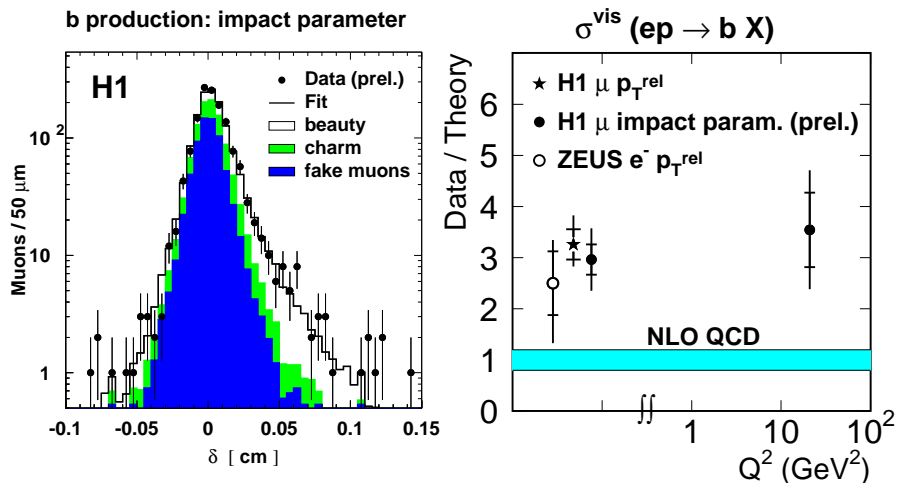 b production: impact parameter
H1
Data (prel.)
Fit
beauty
charm
fake muons
Muons / 50 μm
10²
10
1
-0.1
-0.05
0
0.05
0.1
0.15
δ [ cm ]
σᵛⁱˢ (ep → b X)
Data / Theory
7
6
5
4
3
2
1
0
H1 μ p_T^rel
H1 μ impact param. (prel.)
ZEUS e⁻ p_T^rel
NLO QCD
1
10
10²
Q² (GeV²)